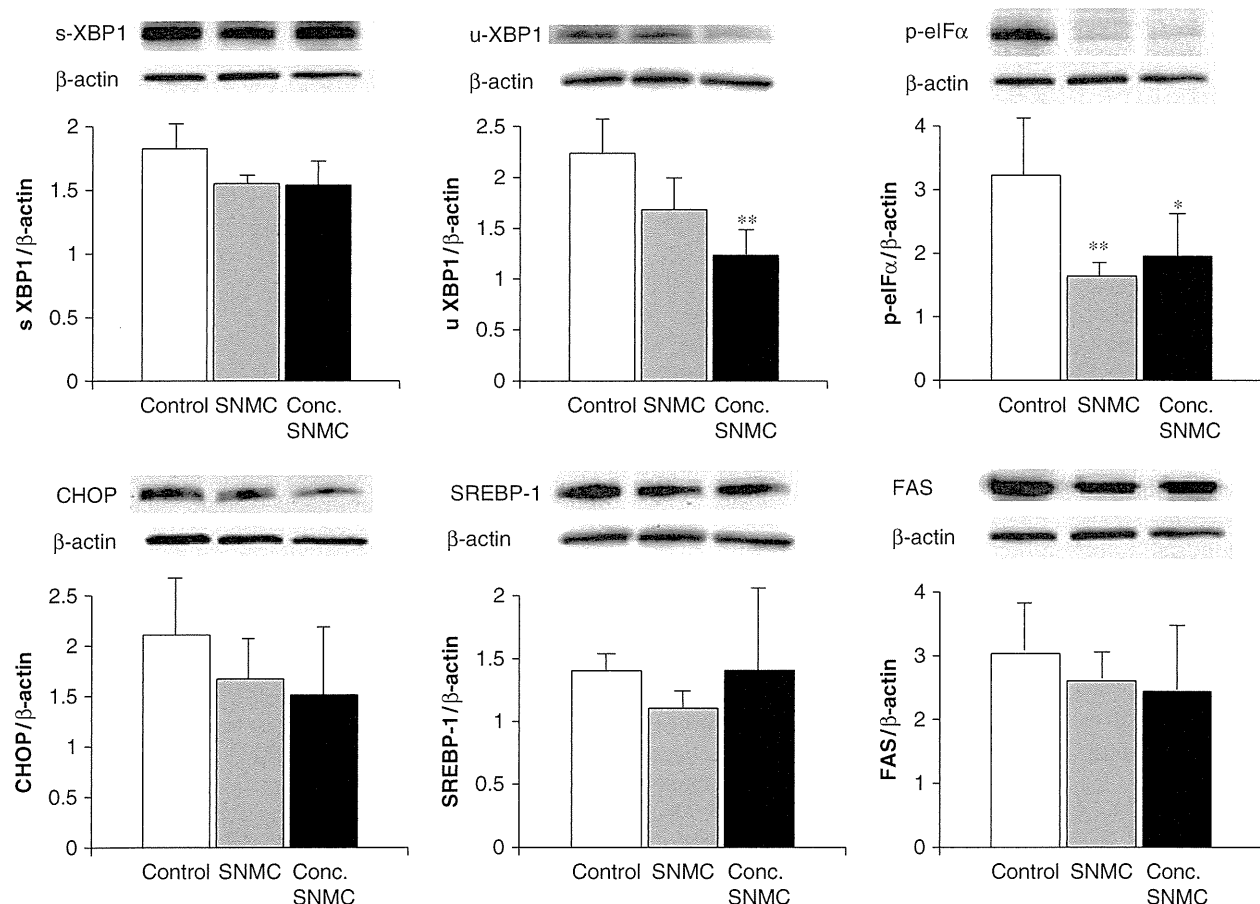 s-XBP1
β-actin
2
1.5
1
0.5
0
s XBP1/β-actin
Control SNMC Conc.
SNMC
u-XBP1
β-actin
2.5
2
1.5
1
0.5
0
u XBP1/β-actin
**
Control SNMC Conc.
SNMC
p-eIFα
β-actin
4
3
2
1
0
p-eIFα/β-actin
**
*
Control SNMC Conc.
SNMC
CHOP
β-actin
2.5
2
1.5
1
0.5
0
CHOP/β-actin
Control SNMC Conc.
SNMC
SREBP-1
β-actin
2
1.5
1
0.5
0
SREBP-1/β-actin
Control SNMC Conc.
SNMC
FAS
β-actin
4
3
2
1
0
FAS/β-actin
Control SNMC Conc.
SNMC